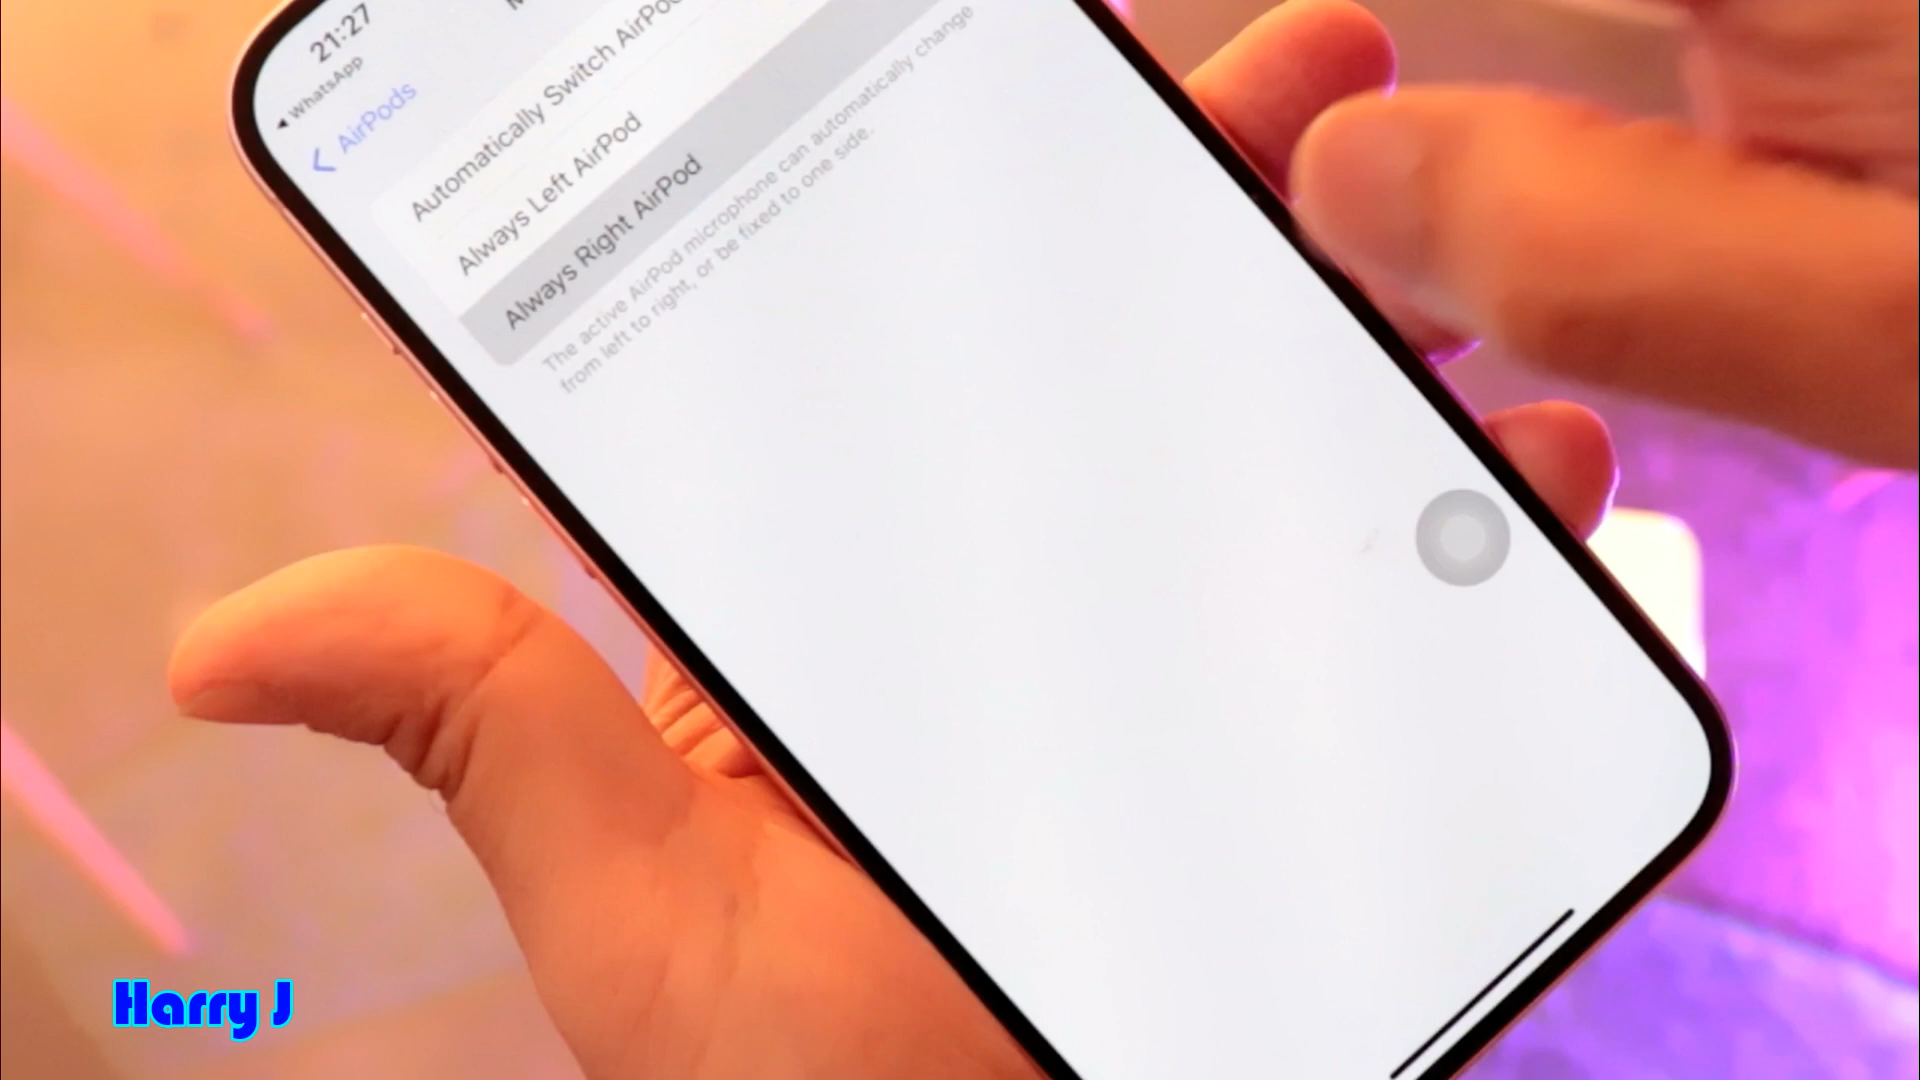 21:27
◀ WhatsApp
AirPods
Automatically Switch
Always Left AirPod
Always Right AirPod
The active AirPod microphone can automatically change
from left to right, or be fixed to one side.
Harry J